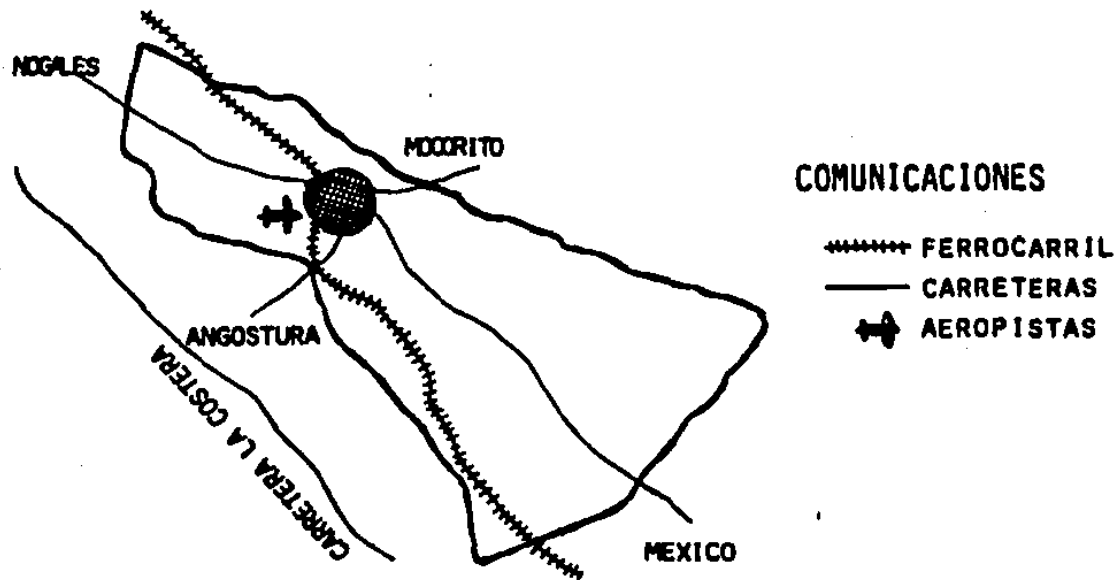 NOGALES
MOCORITO
COMUNICACIONES
FERROCARRIL
CARRETERAS
AEROPISTAS
ANGOSTURA
CARRETERA LA COSTERA
MEXICO